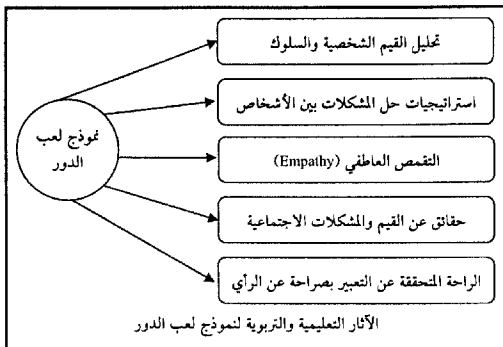 تحليل القيم الشخصية والسلوك
استراتيجيات حل المشكلات بين الأشخاص
نموذج لعب
الدور
التقمص العاطفي (Empathy)
حقائق عن القيم والمشكلات الاجتماعية
الراحة المتحققة عن التعبير بصراحة عن الرأي
الآثار التعليمية والتربوية لنموذج لعب الدور